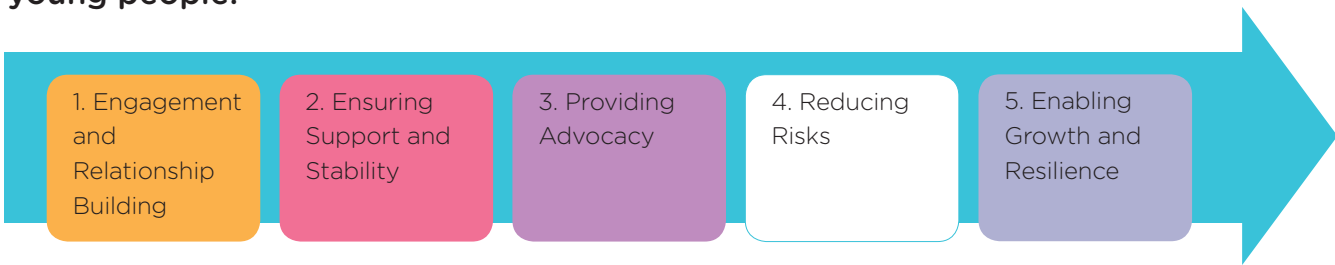 young people:
1. Engagement
and
Relationship
Building
2. Ensuring
Support and
Stability
3. Providing
Advocacy
4. Reducing
Risks
5. Enabling
Growth and
Resilience